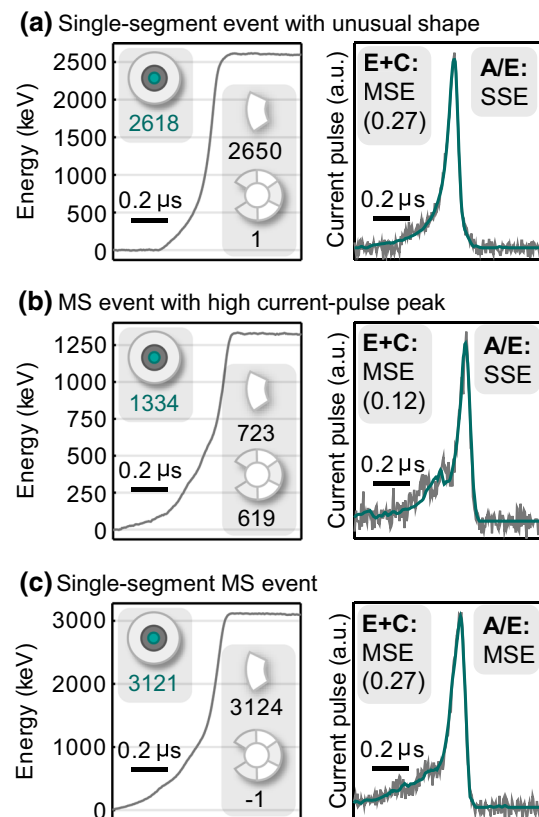 (a) Single-segment event with unusual shape
Energy (keV)
2500
2000
1500
1000
500
0
2618
0.2 µs
2650
1
Current pulse (a.u.)
E+C:
MSE
(0.27)
A/E:
SSE
0.2 µs
(b) MS event with high current-pulse peak
Energy (keV)
1250
1000
750
500
250
0
1334
0.2 µs
723
619
Current pulse (a.u.)
E+C:
MSE
(0.12)
A/E:
SSE
0.2 µs
(c) Single-segment MS event
Energy (keV)
3000
2000
1000
0
3121
0.2 µs
3124
-1
Current pulse (a.u.)
E+C:
MSE
(0.27)
A/E:
MSE
0.2 µs